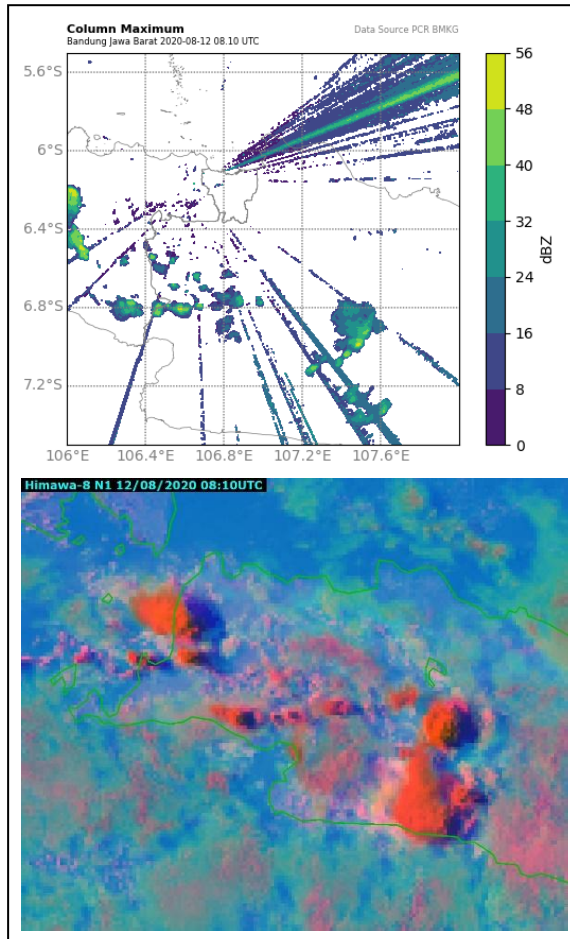 Column Maximum
Data Source PCR BMKG
Bandung Jawa Barat 2020-08-12 08.10 UTC
5.6°S
6°S
6.4°S
6.8°S
7.2°S
106°E 106.4°E 106.8°E 107.2°E 107.6°E
56
48
40
32
24
16
8
0
dBZ
Himawa-8 N1 12/08/2020 08:10UTC